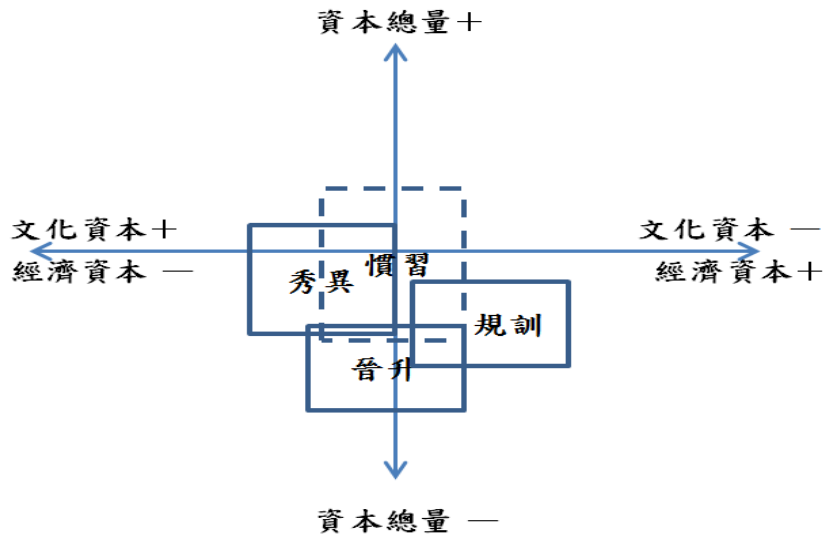 資本總量＋
文化資本＋
文化資本 —
經濟資本 —
經濟資本＋
慣習
秀異
規訓
晉升
資本總量 —